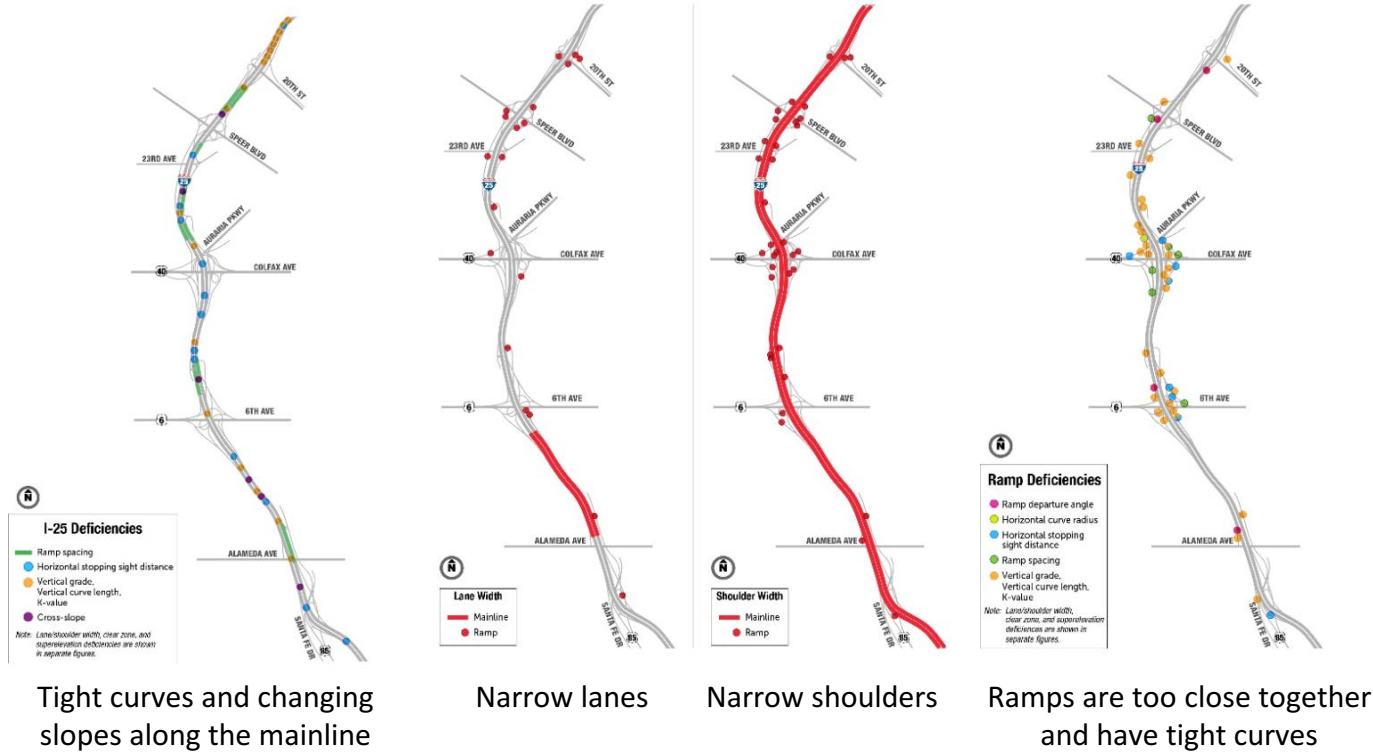 20TH ST
SPEER BLVD
23RD AVE
25
AURARIA PKWY
40
COLFAX AVE
6TH AVE
6
N
I-25 Deficiencies
Ramp spacing
Horizontal stopping sight distance
Vertical grade,
Vertical curve length,
K-value
Cross-slope
Note: Lane/shoulder width, clear zone, and
superelevation deficiencies are shown
in separate figures.
ALAMEDA AVE
SANTA FE DR
85
20TH ST
SPEER BLVD
23RD AVE
25
AURARIA PKWY
40
COLFAX AVE
6
6TH AVE
ALAMEDA AVE
N
Lane Width
Mainline
Ramp
SANTA FE DR
85
20TH ST
SPEER BLVD
23RD AVE
25
AURARIA PKWY
40
COLFAX AVE
6
6TH AVE
ALAMEDA AVE
N
Shoulder Width
Mainline
Ramp
SANTA FE DR
85
20TH ST
SPEER BLVD
23RD AVE
25
AURARIA PKWY
40
COLFAX AVE
6TH AVE
6
N
Ramp Deficiencies
Ramp departure angle
Horizontal curve radius
Horizontal stopping
sight distance
Ramp spacing
Vertical grade,
Vertical curve length,
K-value
Note: Lane/shoulder width,
clear zone, and superelevation
deficiences are shown in
separate figures.
ALAMEDA AVE
SANTA FE DR
85
Tight curves and changing
slopes along the mainline
Narrow lanes
Narrow shoulders
Ramps are too close together
and have tight curves